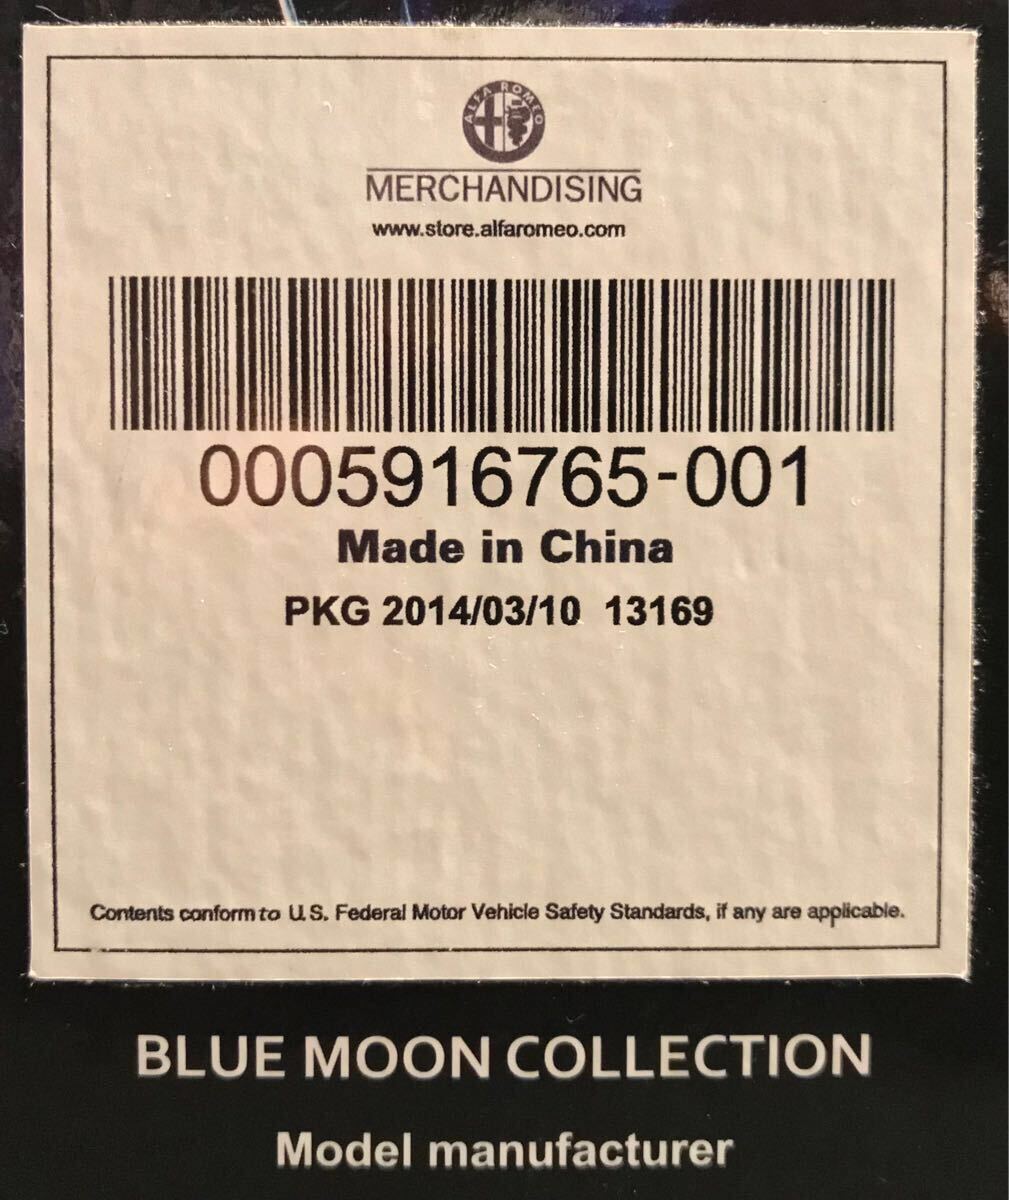 ALFA ROMEO
MERCHANDISING
www.store.alfaromeo.com
0005916765-001
Made in China
PKG 2014/03/10 13169
Contents conform to U.S. Federal Motor Vehicle Safety Standards, if any are applicable.
BLUE MOON COLLECTION
Model manufacturer